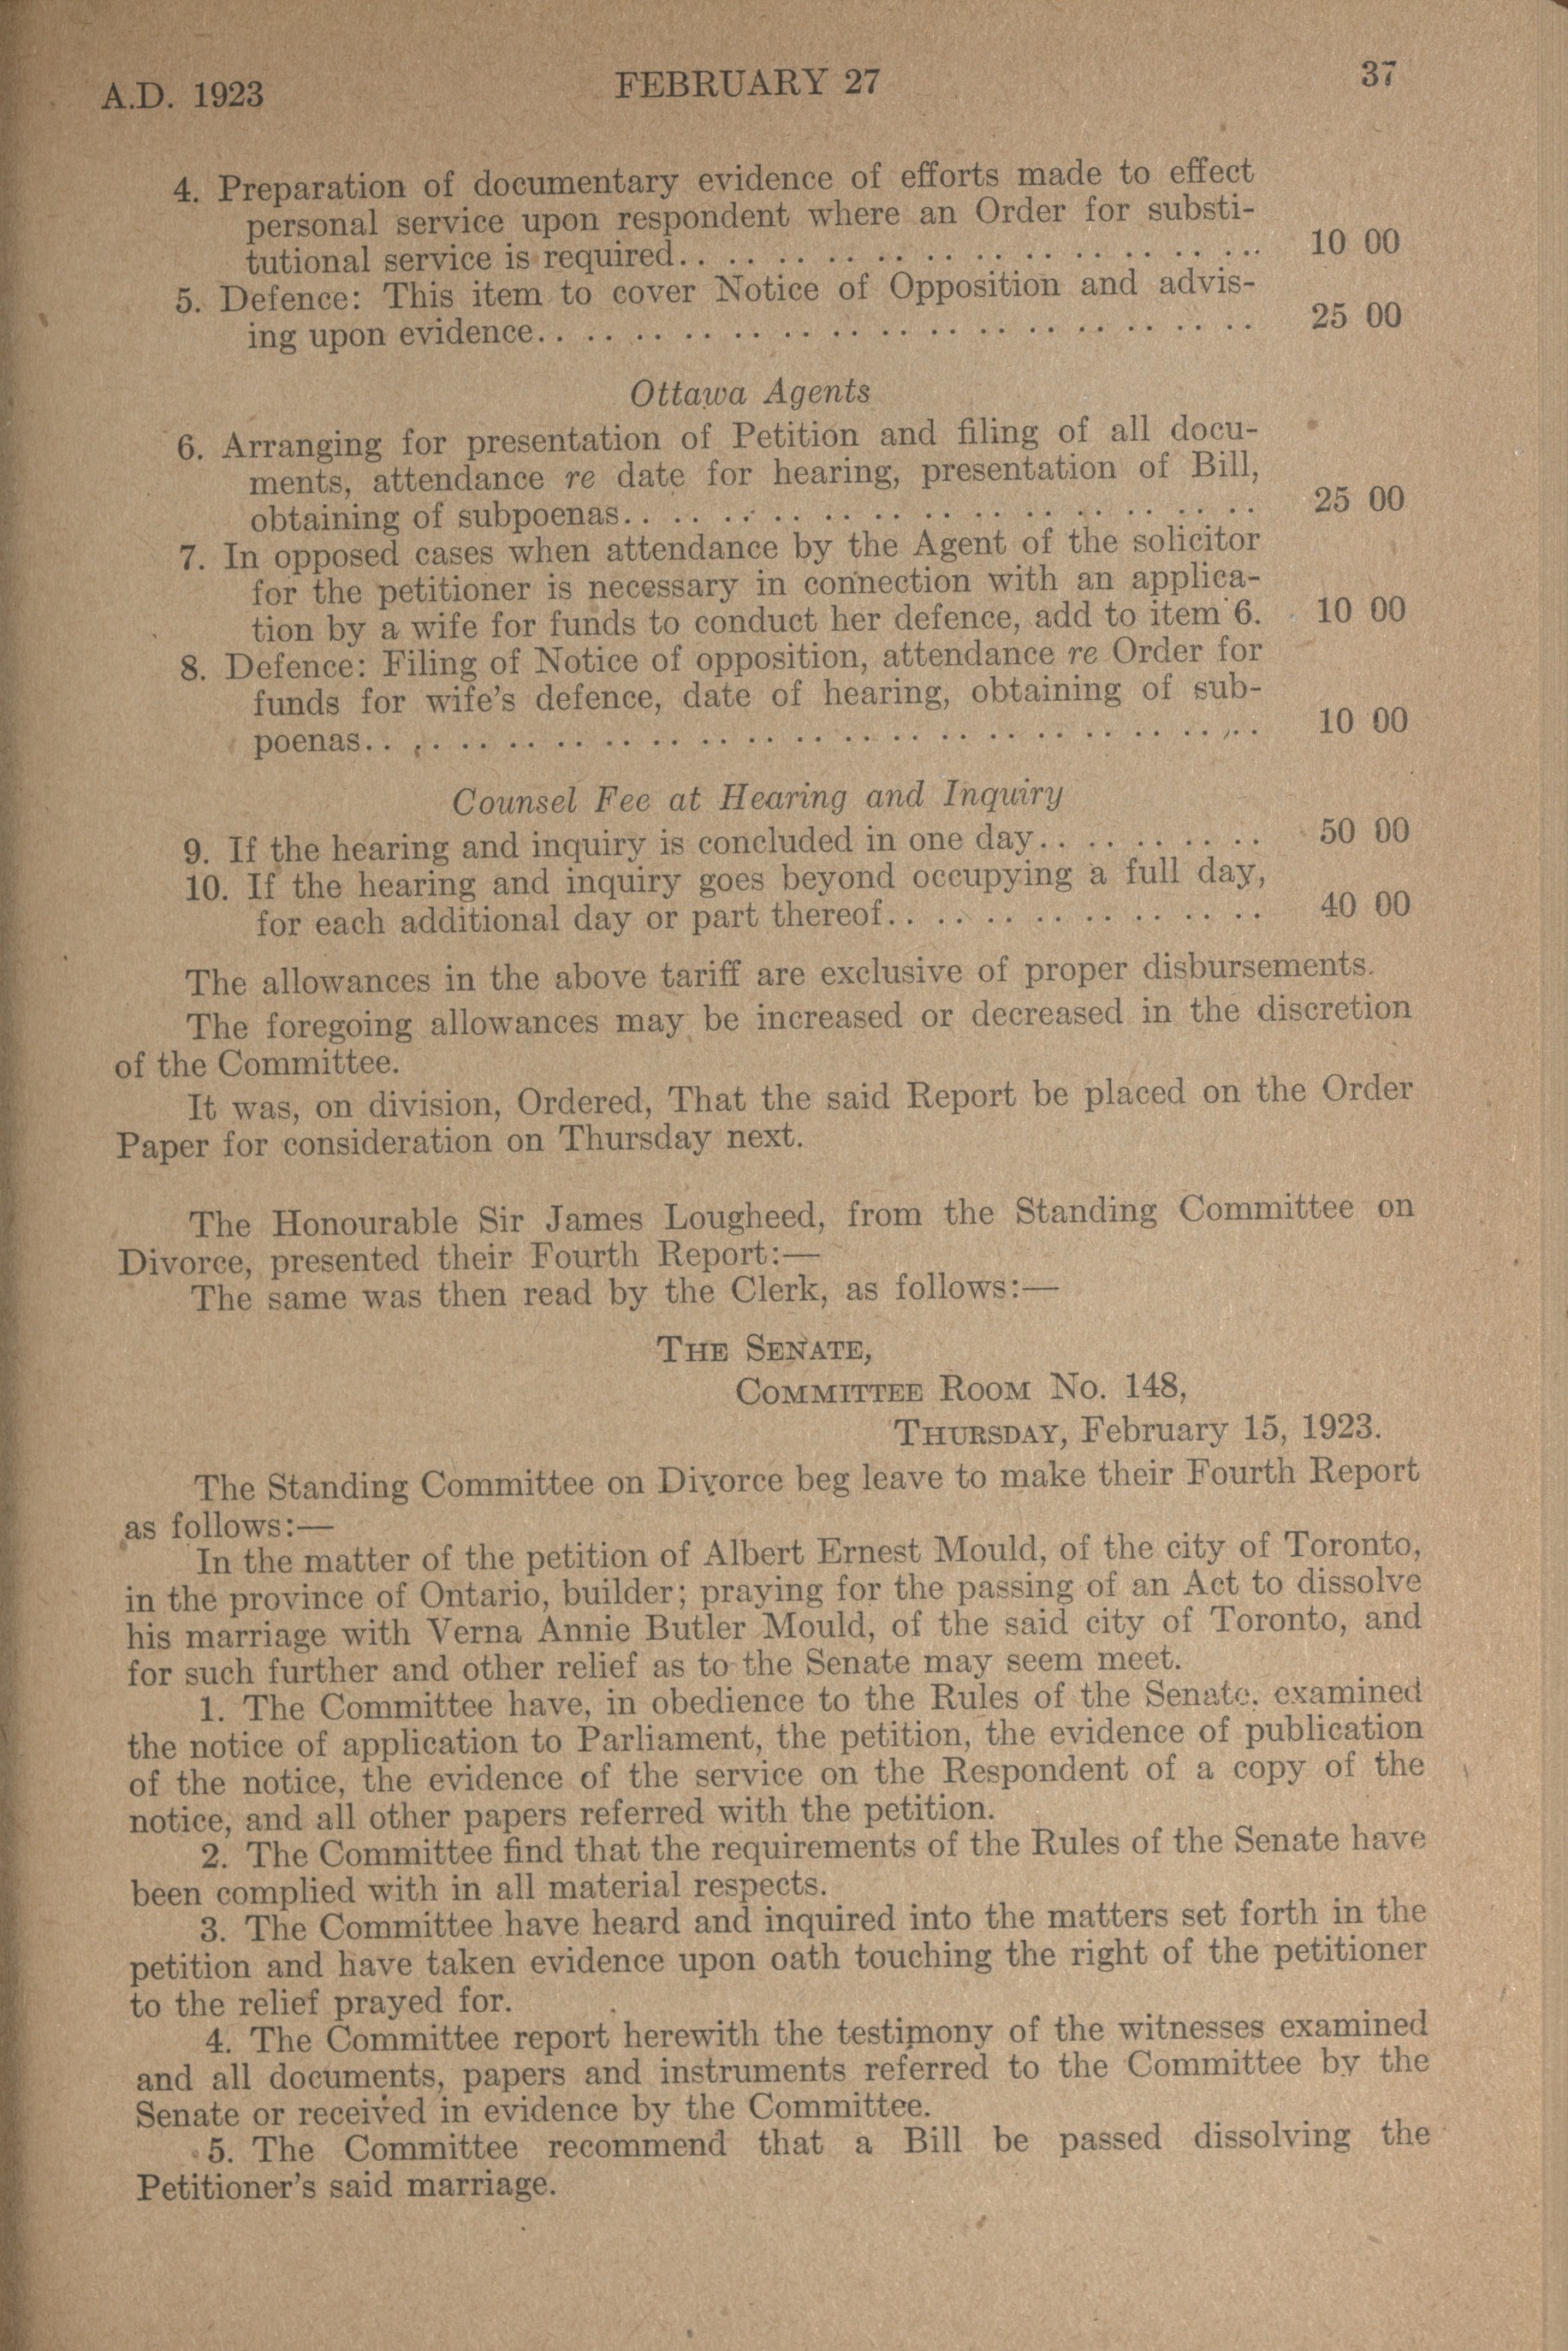 A.D. 1923 FEBRUARY 27 37
4. Preparation of documentary evidence of efforts made to effect
personal service upon respondent where an Order for substi-
tutional service is required.. .. .. .. .. .. .. .. .. .. .. .. 10 00
5. Defence: This item to cover Notice of Opposition and advis-
ing upon evidence.. .. .. .. .. .. .. .. .. .. .. .. .. .. .. 25 00
Ottawa Agents
6. Arranging for presentation of Petition and filing of all docu-
ments, attendance re date for hearing, presentation of Bill,
obtaining of subpoenas.. .. .. .. .. .. .. .. .. .. .. .. .. 25 00
7. In opposed cases when attendance by the Agent of the solicitor
for the petitioner is necessary in connection with an applica-
tion by a wife for funds to conduct her defence, add to item 6. 10 00
8. Defence: Filing of Notice of opposition, attendance re Order for
funds for wife's defence, date of hearing, obtaining of sub-
poenas.. .. .. .. .. .. .. .. .. .. .. .. .. .. .. .. .. .. 10 00
Counsel Fee at Hearing and Inquiry
9. If the hearing and inquiry is concluded in one day.. .. .. .. .. 50 00
10. If the hearing and inquiry goes beyond occupying a full day,
for each additional day or part thereof.. .. .. .. .. .. .. .. 40 00
The allowances in the above tariff are exclusive of proper disbursements.
The foregoing allowances may be increased or decreased in the discretion
of the Committee.
It was, on division, Ordered, That the said Report be placed on the Order
Paper for consideration on Thursday next.
The Honourable Sir James Lougheed, from the Standing Committee on
Divorce, presented their Fourth Report:—
The same was then read by the Clerk, as follows:—
THE SENATE,
COMMITTEE ROOM No. 148,
THURSDAY, February 15, 1923.
The Standing Committee on Divorce beg leave to make their Fourth Report
as follows:—
In the matter of the petition of Albert Ernest Mould, of the city of Toronto,
in the province of Ontario, builder; praying for the passing of an Act to dissolve
his marriage with Verna Annie Butler Mould, of the said city of Toronto, and
for such further and other relief as to the Senate may seem meet.
1. The Committee have, in obedience to the Rules of the Senate, examined
the notice of application to Parliament, the petition, the evidence of publication
of the notice, the evidence of the service on the Respondent of a copy of the
notice, and all other papers referred with the petition.
2. The Committee find that the requirements of the Rules of the Senate have
been complied with in all material respects.
3. The Committee have heard and inquired into the matters set forth in the
petition and have taken evidence upon oath touching the right of the petitioner
to the relief prayed for.
4. The Committee report herewith the testimony of the witnesses examined
and all documents, papers and instruments referred to the Committee by the
Senate or received in evidence by the Committee.
5. The Committee recommend that a Bill be passed dissolving the
Petitioner's said marriage.